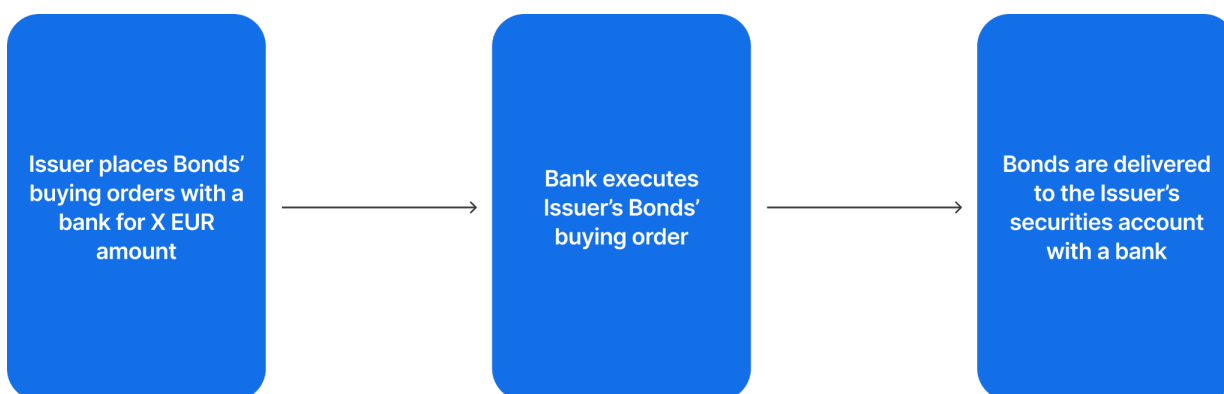 Issuer places Bonds’
buying orders with a
bank for X EUR
amount
Bank executes
Issuer’s Bonds’
buying order
Bonds are delivered
to the Issuer’s
securities account
with a bank